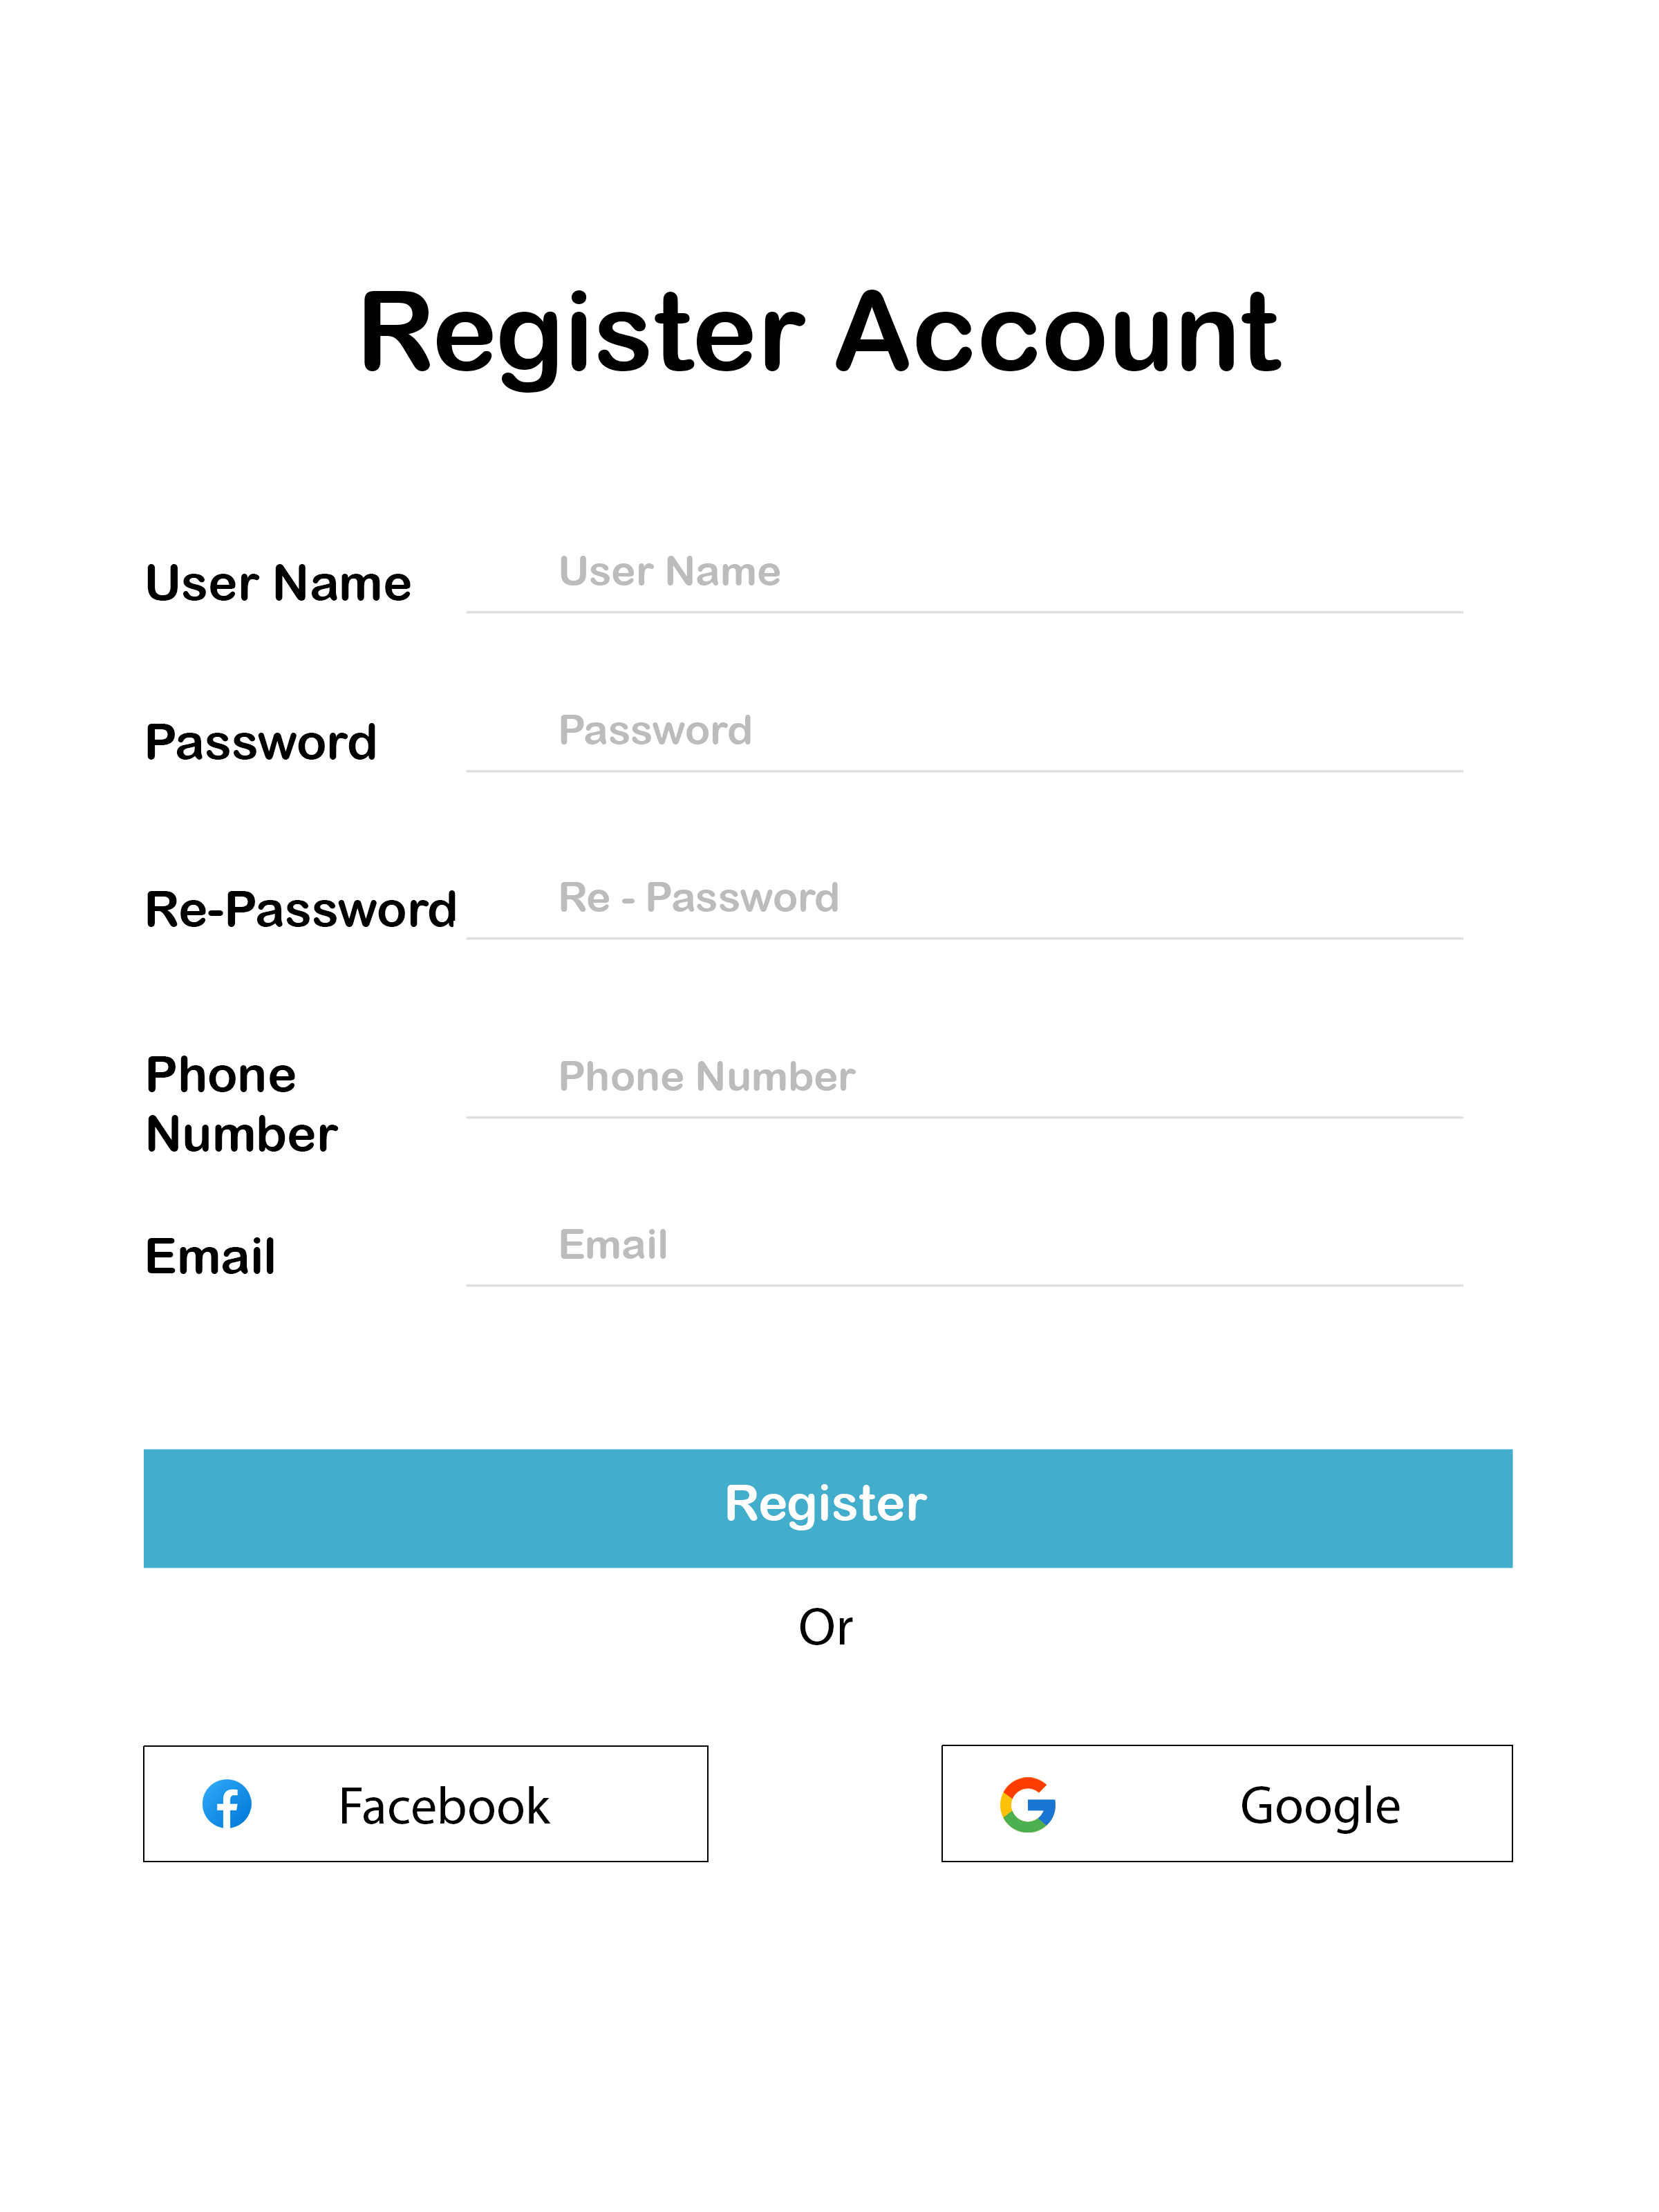 Register Account
User Name
User Name
Password
Password
Re-Password
Re - Password
Phone
Number
Phone Number
Email
Email
Register
Or
Facebook
Google